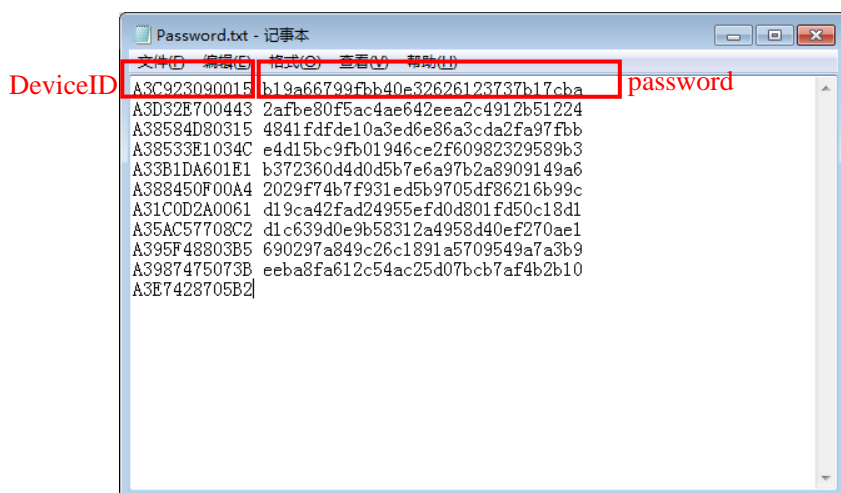 Password.txt - 记事本
文件(F) 编辑(E) 格式(O) 查看(V) 帮助(H)
DeviceID
password
A3C923090015 b19a66799fbb40e32626123737b17cba
A3D32E700443 2afbe80f5ac4ae642eea2c4912b51224
A38584D80315 4841fdfde10a3ed6e86a3cda2fa97fbb
A38533E1034C e4d15bc9fb01946ce2f60982329589b3
A33B1DA601E1 b372360d4d0d5b7e6a97b2a8909149a6
A388450F00A4 2029f74b7f931ed5b9705df86216b99c
A31C0D2A0061 d19ca42fad24955efd0d801fd50c18d1
A35AC57708C2 d1c639d0e9b58312a4958d40ef270ae1
A395F48803B5 690297a849c26c1891a5709549a7a3b9
A3987475073B eeba8fa612c54ac25d07bcb7af4b2b10
A3E7428705B2